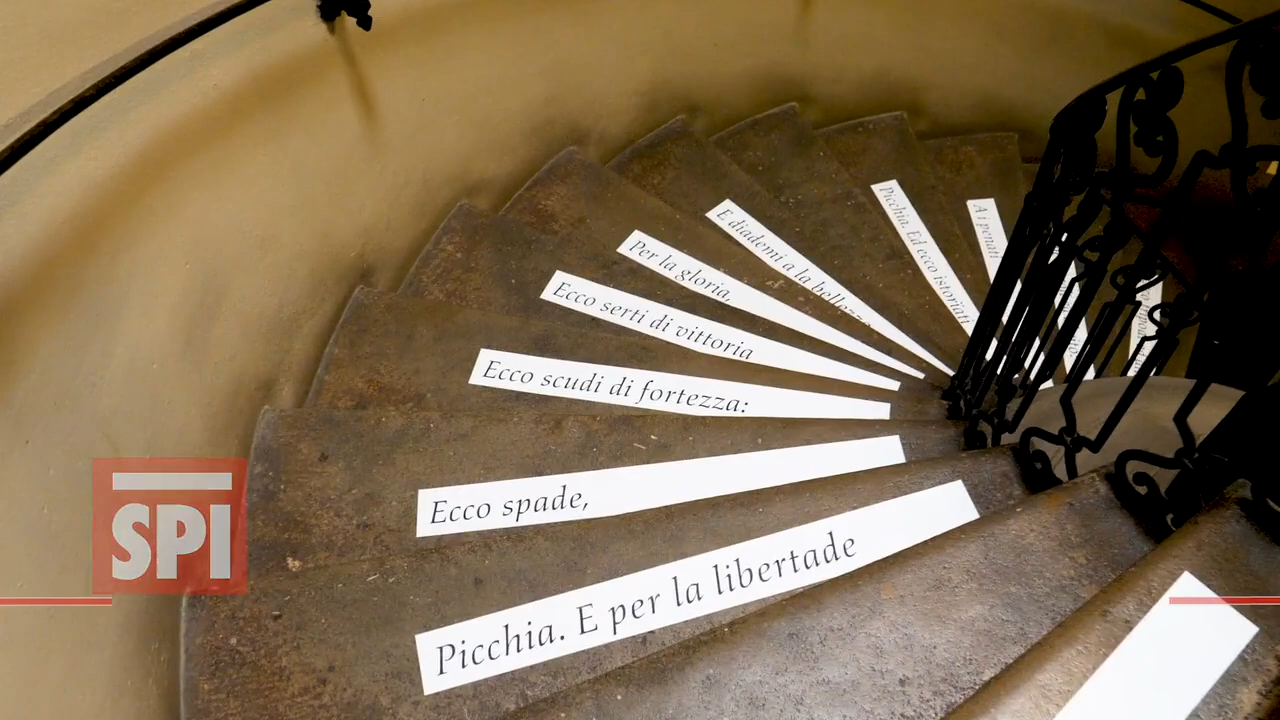 Picchia. E per la libertade
Ecco spade,
Ecco scudi di fortezza:
Ecco serti di vittoria
Per la gloria,
E diademi a la bellezza
Picchia. Ed ecco istoriati
A i penati
SPI